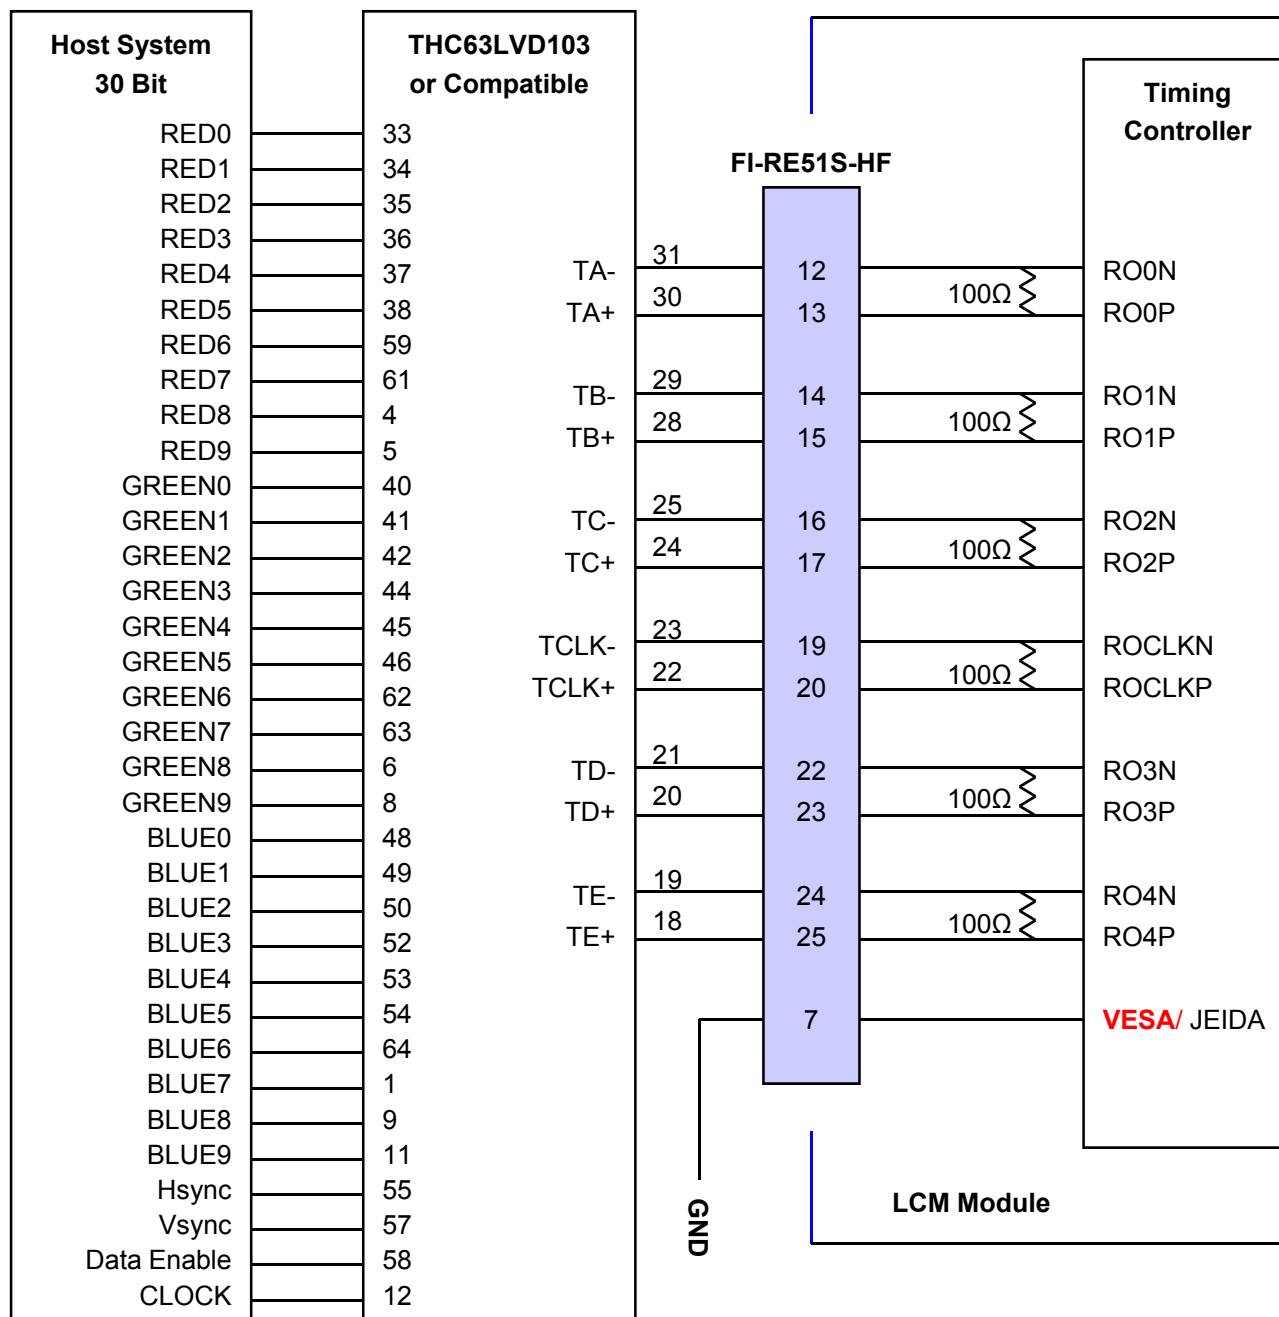 Host System
30 Bit
RED0
RED1
RED2
RED3
RED4
RED5
RED6
RED7
RED8
RED9
GREEN0
GREEN1
GREEN2
GREEN3
GREEN4
GREEN5
GREEN6
GREEN7
GREEN8
GREEN9
BLUE0
BLUE1
BLUE2
BLUE3
BLUE4
BLUE5
BLUE6
BLUE7
BLUE8
BLUE9
Hsync
Vsync
Data Enable
CLOCK
THC63LVD103
or Compatible
33
34
35
36
37
38
59
61
4
5
40
41
42
44
45
46
62
63
6
8
48
49
50
52
53
54
64
1
9
11
55
57
58
12
TA-
TA+
TB-
TB+
TC-
TC+
TCLK-
TCLK+
TD-
TD+
TE-
TE+
31
30
29
28
25
24
23
22
21
20
19
18
GND
FI-RE51S-HF
12
13
14
15
16
17
19
20
22
23
24
25
7
100Ω
100Ω
100Ω
100Ω
100Ω
100Ω
LCM Module
Timing
Controller
RO0N
RO0P
RO1N
RO1P
RO2N
RO2P
ROCLKN
ROCLKP
RO3N
RO3P
RO4N
RO4P
VESA/ JEIDA